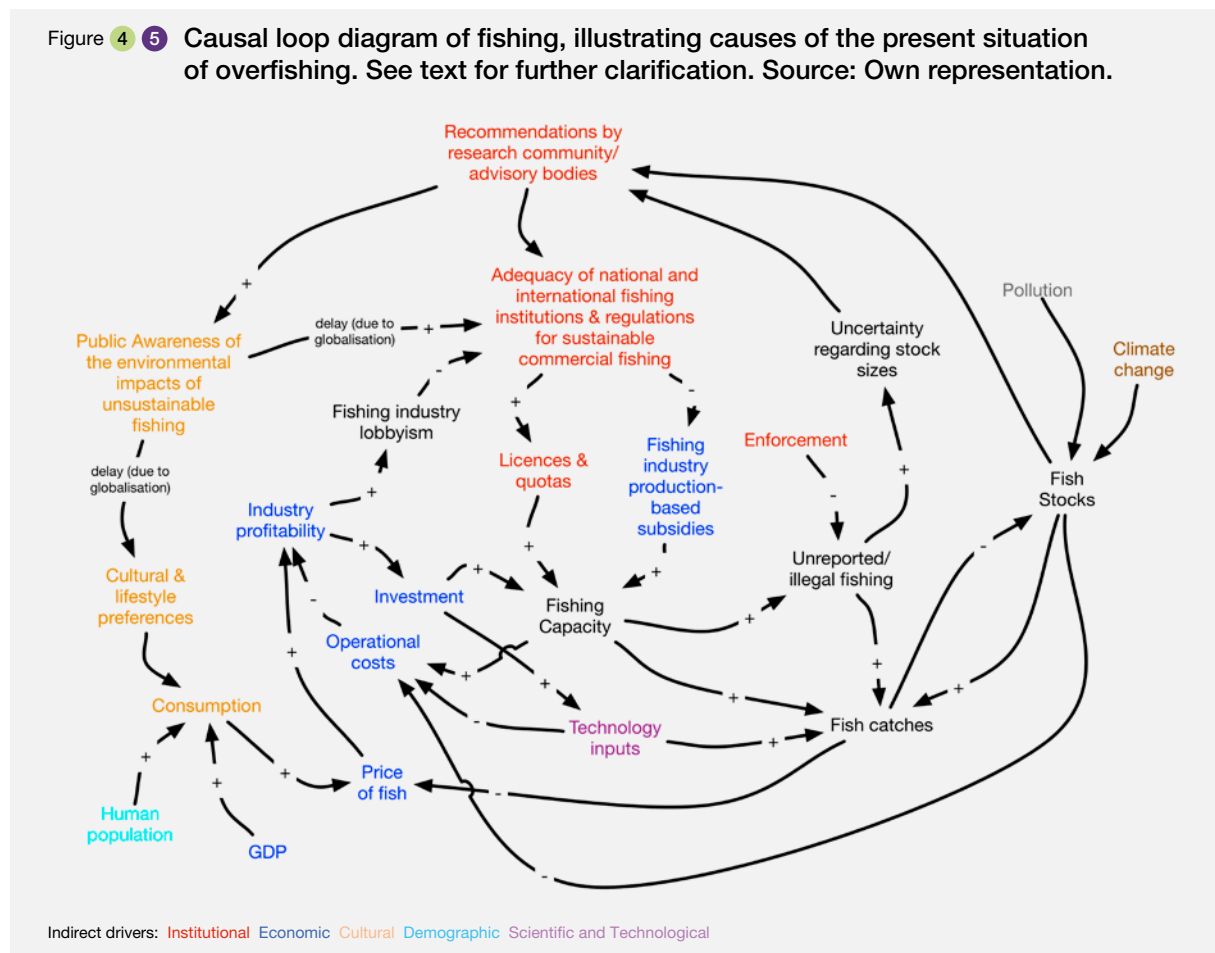 Figure 4 5 Causal loop diagram of fishing, illustrating causes of the present situation
of overfishing. See text for further clarification. Source: Own representation.
Recommendations by
research community/
advisory bodies
+
Adequacy of national and
international fishing
institutions & regulations
for sustainable
commercial fishing
Pollution
Public Awareness of
the environmental
impacts of
unsustainable
fishing
delay (due to
globalisation)
+
-
Uncertainty
regarding stock
sizes
Climate
change
Fishing industry
lobbyism
+
-
Fishing
industry
production-
based
subsidies
Enforcement
delay (due to
globalisation)
Licences &
quotas
+
-
Fish
Stocks
Industry
profitability
+
+
+
-
Unreported/
illegal fishing
Cultural &
lifestyle
preferences
Investment
+
+
Fishing
Capacity
-
Operational
costs
+
+
+
+
+
+
+
Consumption
Technology
inputs
-
+
Fish catches
+
+
Price
of fish
+
-
Human
population
GDP
-
Indirect drivers: Institutional Economic Cultural Demographic Scientific and Technological